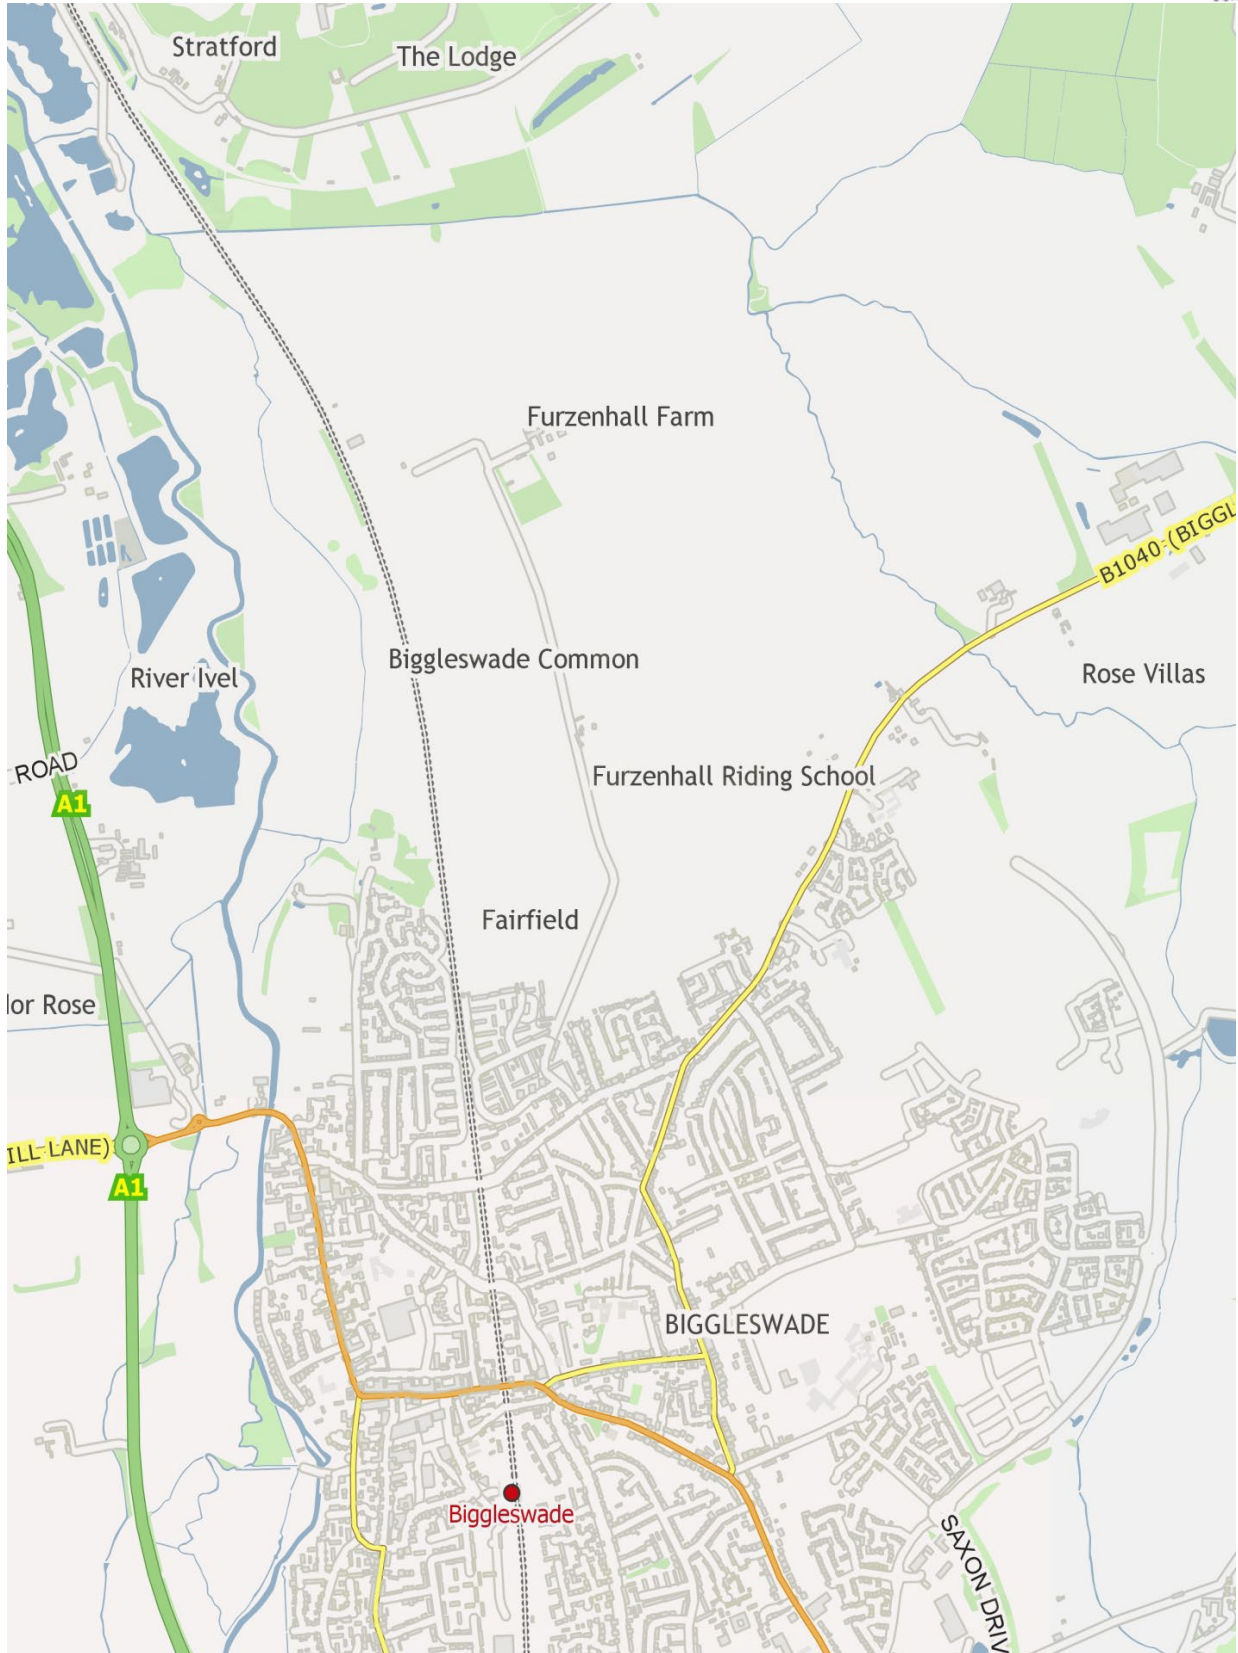 Stratford
The Lodge
Furzenhall Farm
B1040 (BIGGL
Biggleswade Common
River Ivel
Rose Villas
ROAD
A1
Furzenhall Riding School
Fairfield
lor Rose
ILL LANE)
A1
BIGGLESWADE
Biggleswade
SAXON DRIV